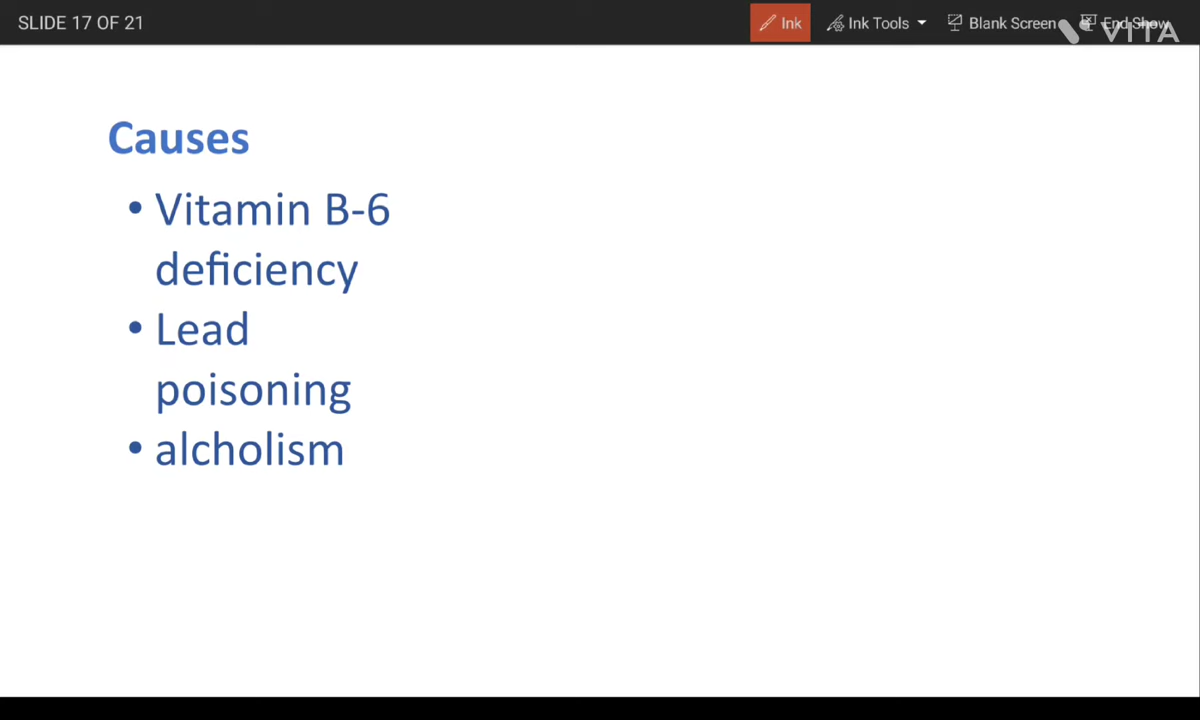 SLIDE 17 OF 21
Ink
Ink Tools
Blank Screen
End Show
VITA
Causes
• Vitamin B-6
deficiency
• Lead
poisoning
• alcholism